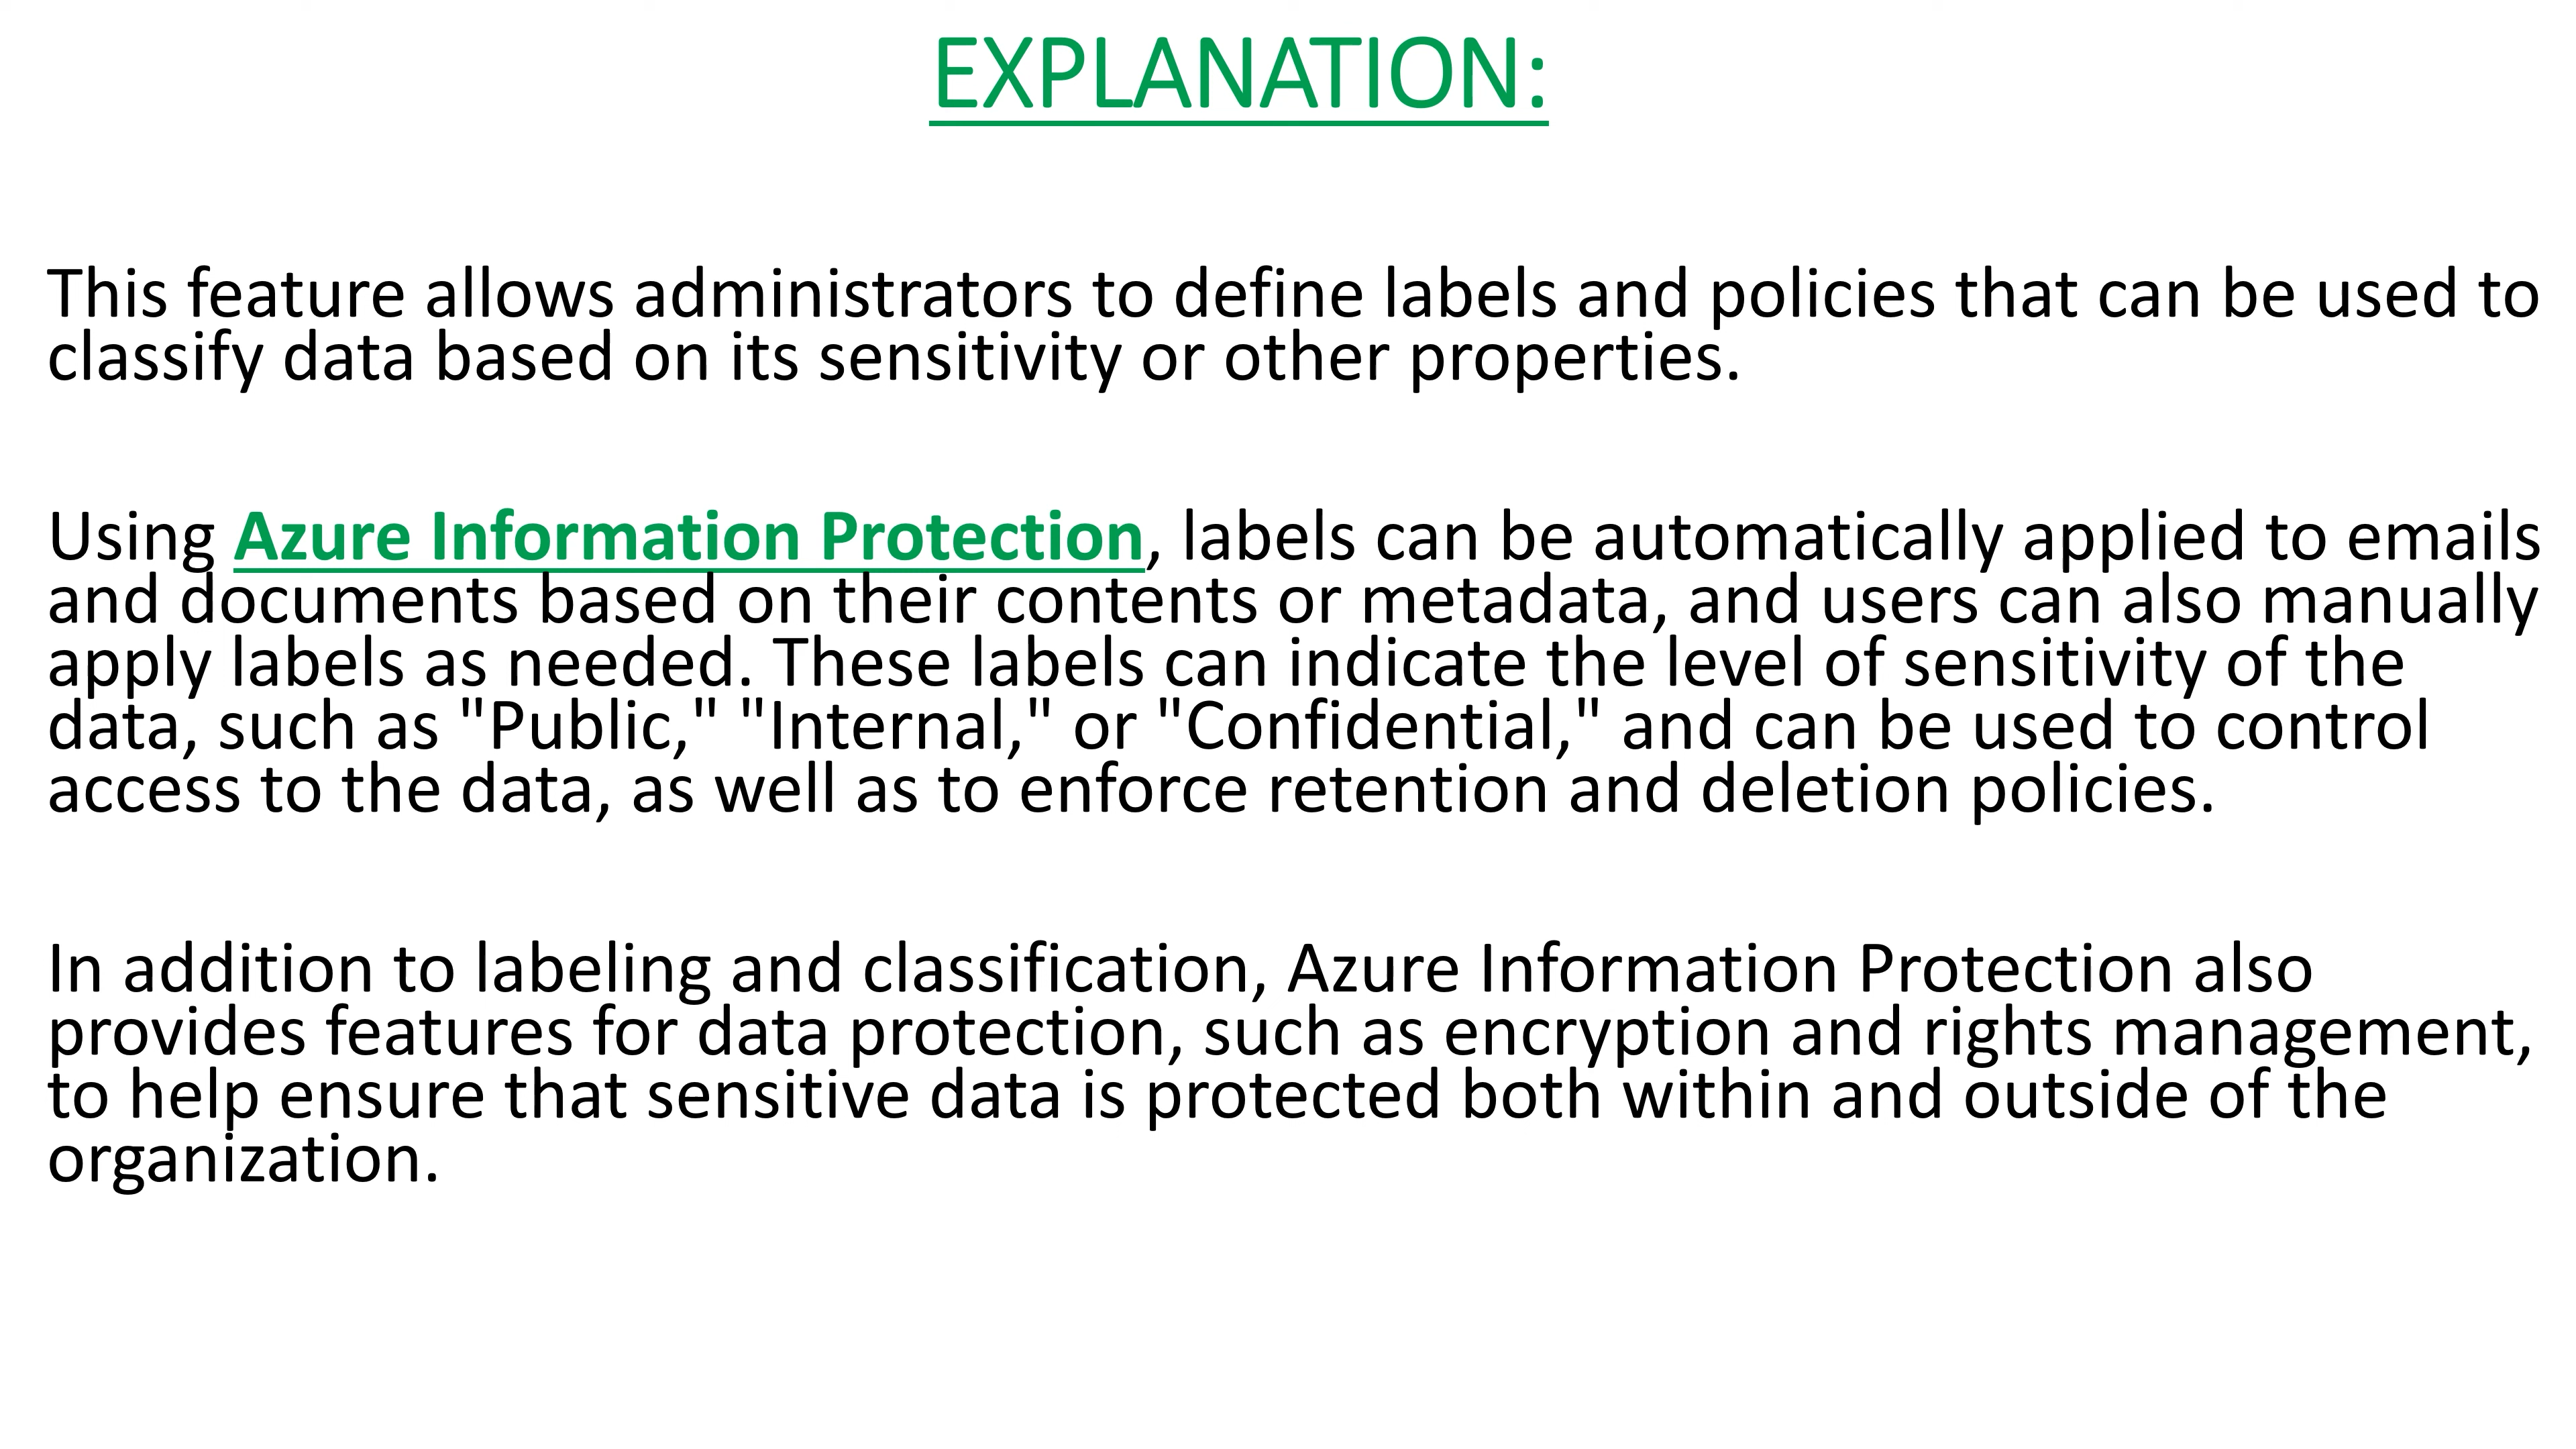 EXPLANATION:
This feature allows administrators to define labels and policies that can be used to
classify data based on its sensitivity or other properties.
Using Azure Information Protection, labels can be automatically applied to emails
and documents based on their contents or metadata, and users can also manually
apply labels as needed. These labels can indicate the level of sensitivity of the
data, such as "Public," "Internal," or "Confidential," and can be used to control
access to the data, as well as to enforce retention and deletion policies.
In addition to labeling and classification, Azure Information Protection also
provides features for data protection, such as encryption and rights management,
to help ensure that sensitive data is protected both within and outside of the
organization.